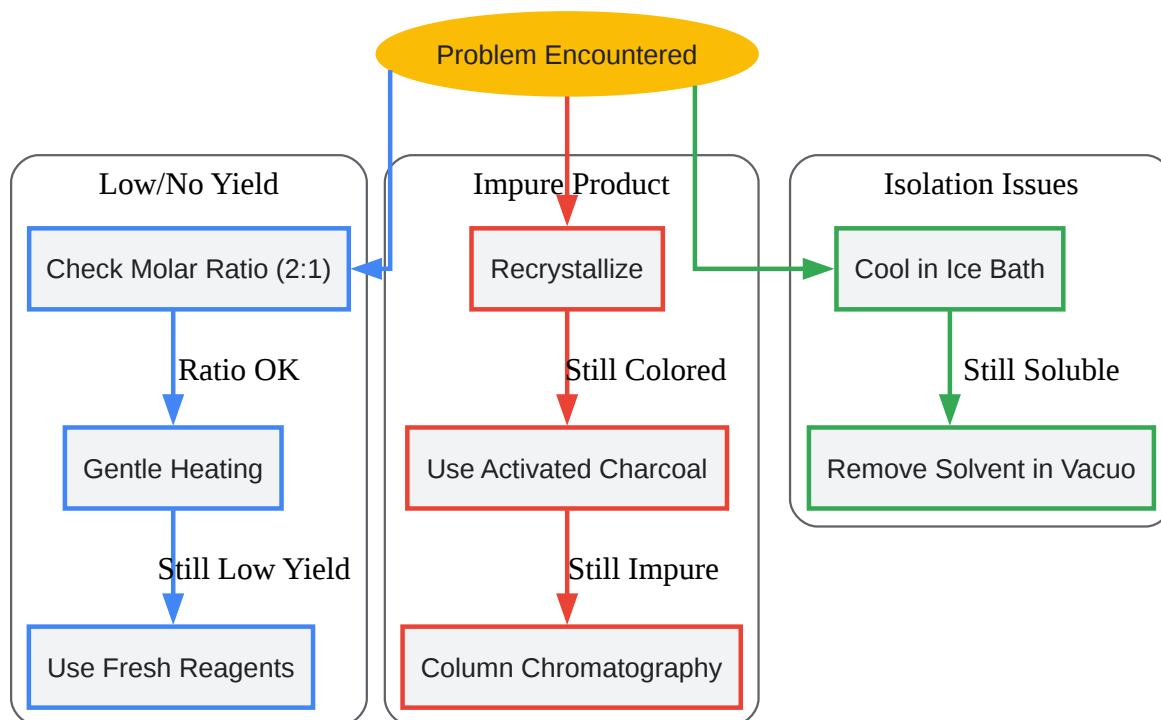 Problem Encountered
Low/No Yield
Check Molar Ratio (2:1)
Ratio OK
Gentle Heating
Still Low Yield
Use Fresh Reagents
Impure Product
Recrystallize
Still Colored
Use Activated Charcoal
Still Impure
Column Chromatography
Isolation Issues
Cool in Ice Bath
Still Soluble
Remove Solvent in Vacuo